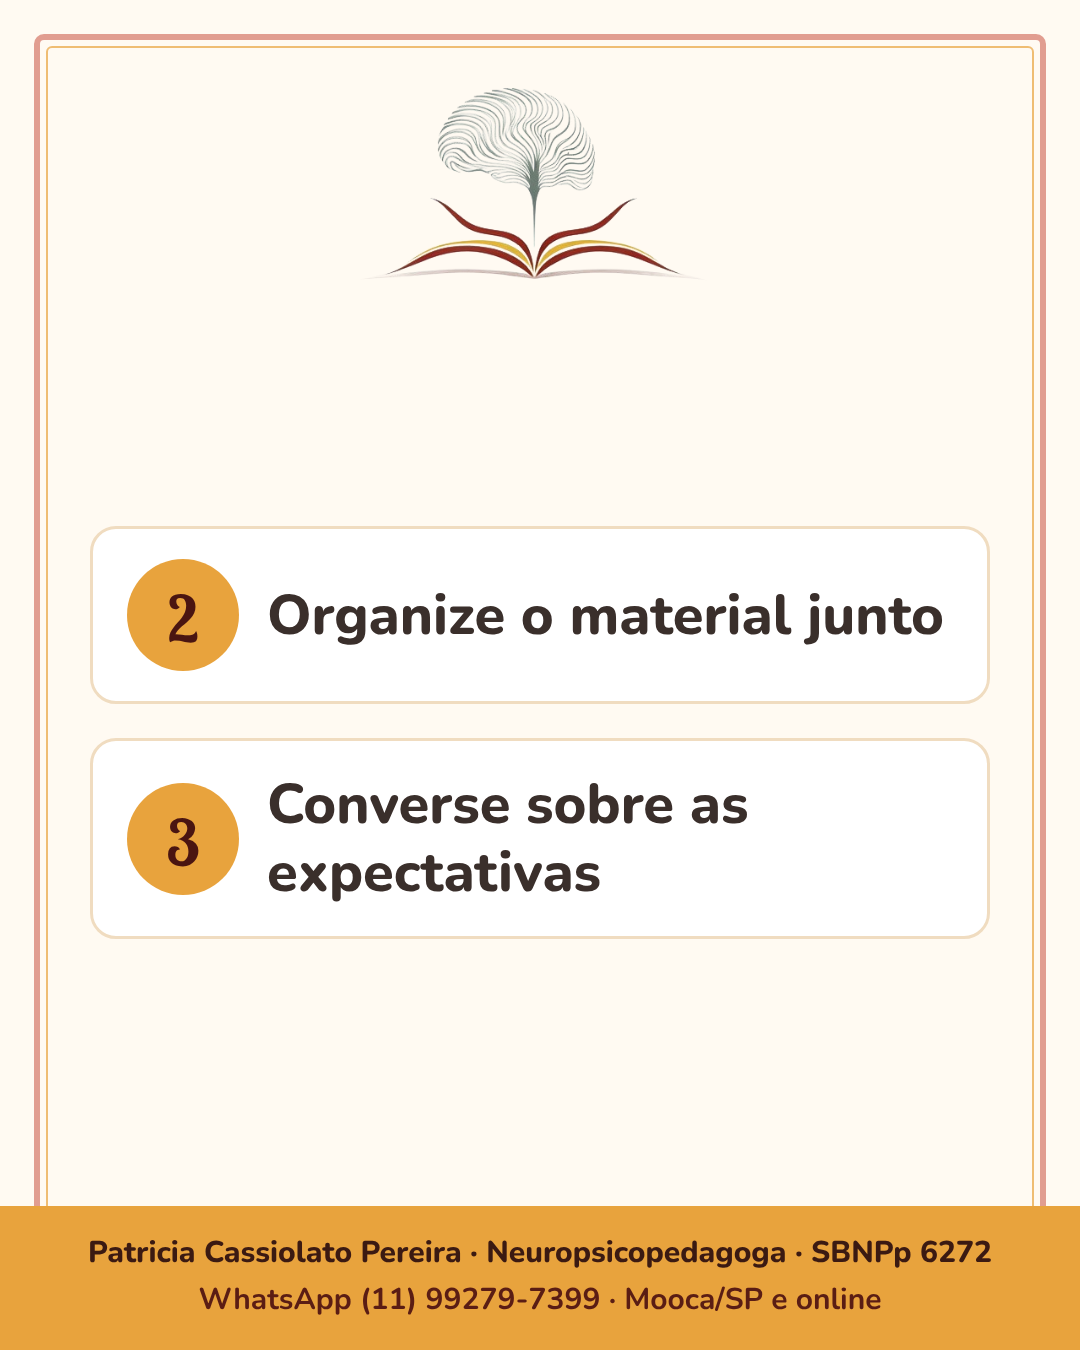 2
Organize o material junto
3
Converse sobre as
expectativas
Patricia Cassiolato Pereira · Neuropsicopedagoga · SBNPp 6272
WhatsApp (11) 99279-7399 · Mooca/SP e online